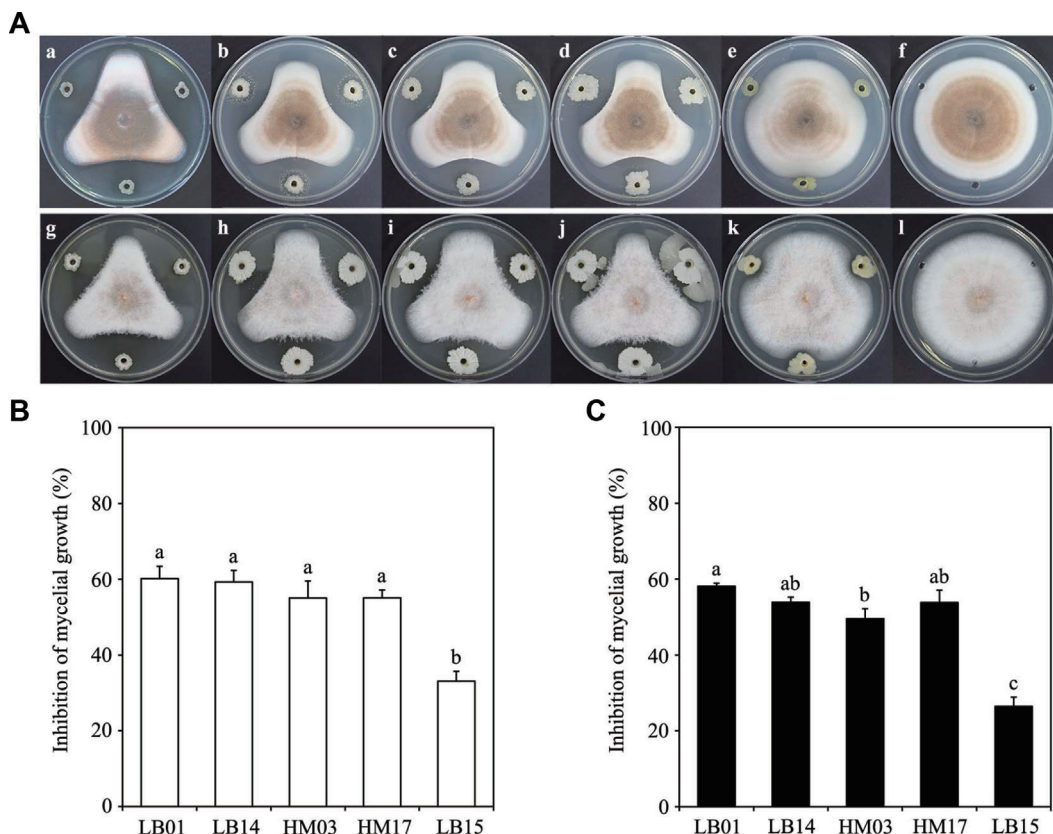 A
a b c d e f
g h i j k l
B
Inhibition of mycelial growth (%)
100
80
60
40
20
0
a a a a b
LB01 LB14 HM03 HM17 LB15
C
Inhibition of mycelial growth (%)
100
80
60
40
20
0
a ab b ab c
LB01 LB14 HM03 HM17 LB15